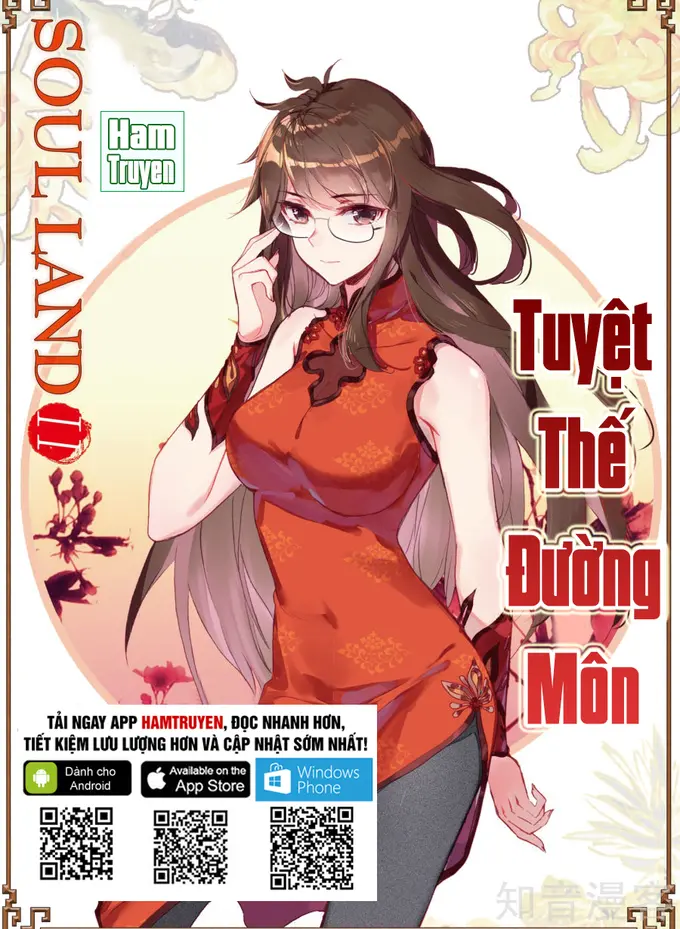 SOUL LAND II
Ham
Truyen
Tuyệt
Thế
Đường
Môn
TẢI NGAY APP HAMTRUYEN, ĐỌC NHANH HƠN,
TIẾT KIỆM LƯU LƯỢNG HƠN VÀ CẬP NHẬT SỚM NHẤT!
Dành cho
Android
Available on the
App Store
Windows
Phone
知音漫客